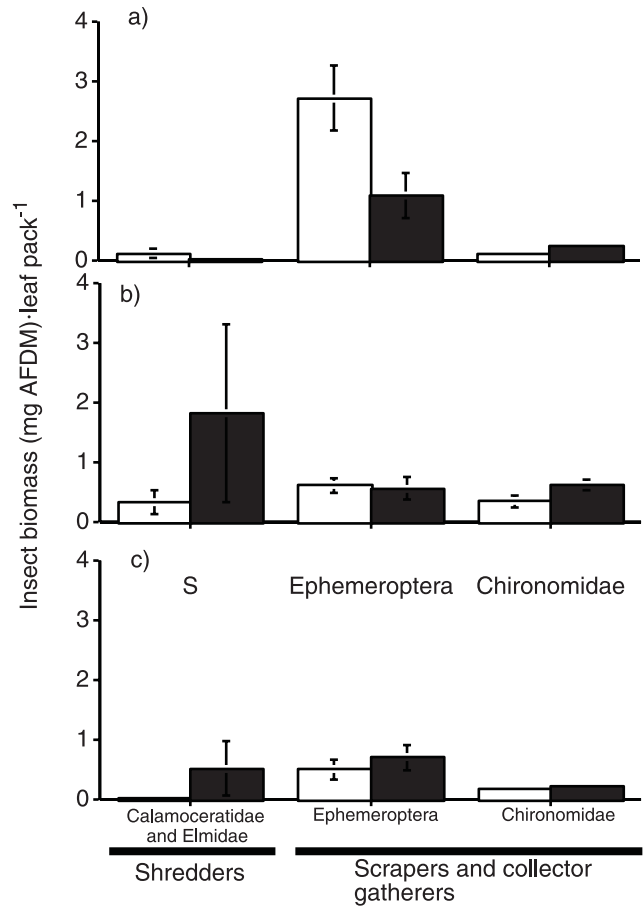 Insect biomass (mg AFDM)·leaf pack⁻¹
a)
4
3
2
1
0
b)
4
3
2
1
0
c)
4
3
2
1
0
S Ephemeroptera Chironomidae
Calamoceratidae
and Elmidae
Ephemeroptera
Chironomidae
Shredders
Scrapers and collector
gatherers